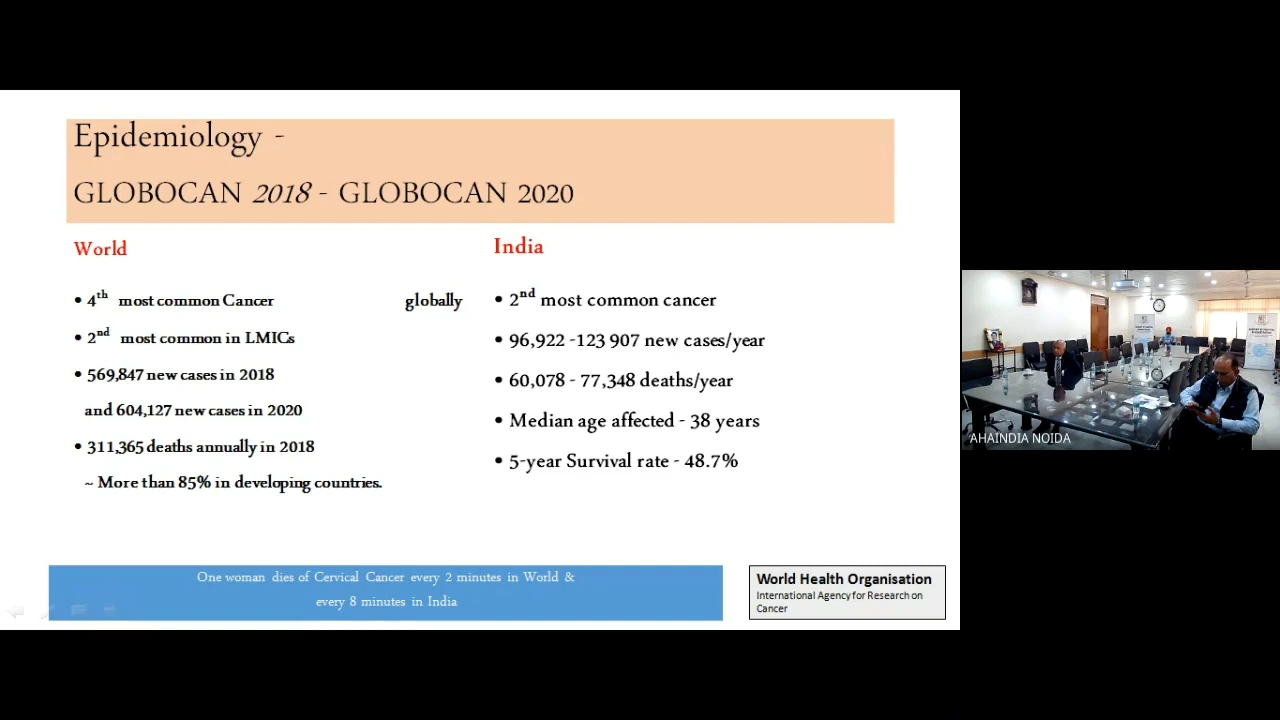 Epidemiology -
GLOBOCAN 2018 - GLOBOCAN 2020
World
• 4th most common Cancer globally
• 2nd most common in LMICs
• 569,847 new cases in 2018
and 604,127 new cases in 2020
• 311,365 deaths annually in 2018
~ More than 85% in developing countries.
India
• 2nd most common cancer
• 96,922 -123 907 new cases/year
• 60,078 - 77,348 deaths/year
• Median age affected - 38 years
• 5-year Survival rate - 48.7%
One woman dies of Cervical Cancer every 2 minutes in World &
every 8 minutes in India
World Health Organisation
International Agency for Research on
Cancer
AHAINDIA NOIDA